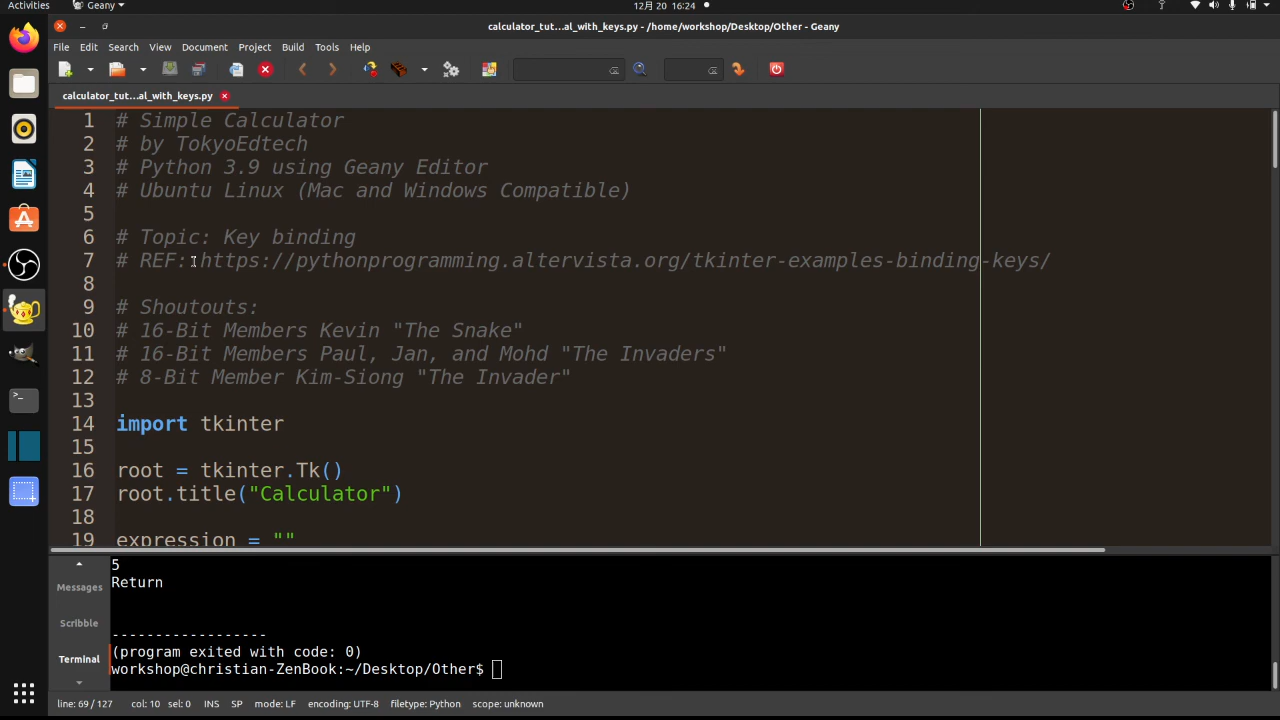 Activities
Geany
12月 20 16:24
calculator_tut...al_with_keys.py - /home/workshop/Desktop/Other - Geany
File Edit Search View Document Project Build Tools Help
calculator_tut...al_with_keys.py
1 # Simple Calculator
2 # by TokyoEdtech
3 # Python 3.9 using Geany Editor
4 # Ubuntu Linux (Mac and Windows Compatible)
5
6 # Topic: Key binding
7 # REF: https://pythonprogramming.altervista.org/tkinter-examples-binding-keys/
8
9 # Shoutouts:
10 # 16-Bit Members Kevin "The Snake"
11 # 16-Bit Members Paul, Jan, and Mohd "The Invaders"
12 # 8-Bit Member Kim-Siong "The Invader"
13
14 import tkinter
15
16 root = tkinter.Tk()
17 root.title("Calculator")
18
19 expression = ""
5
Return
------------------
(program exited with code: 0)
workshop@christian-ZenBook:~/Desktop/Other$
Messages
Scribble
Terminal
line: 69 / 127 col: 10 sel: 0 INS SP mode: LF encoding: UTF-8 filetype: Python scope: unknown